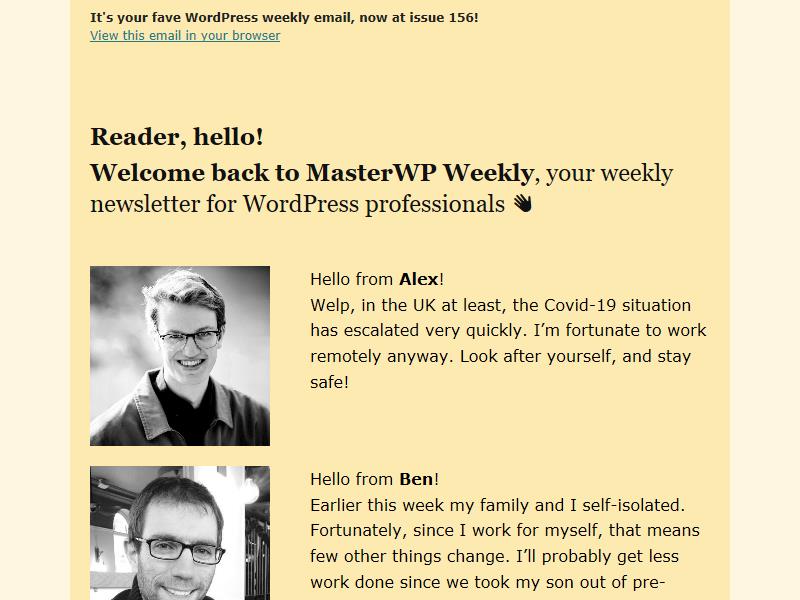 It's your fave WordPress weekly email, now at issue 156!
View this email in your browser
Reader, hello!
Welcome back to MasterWP Weekly, your weekly
newsletter for WordPress professionals 👋
Hello from Alex!
Welp, in the UK at least, the Covid-19 situation
has escalated very quickly. I’m fortunate to work
remotely anyway. Look after yourself, and stay
safe!
Hello from Ben!
Earlier this week my family and I self-isolated.
Fortunately, since I work for myself, that means
few other things change. I’ll probably get less
work done since we took my son out of pre-